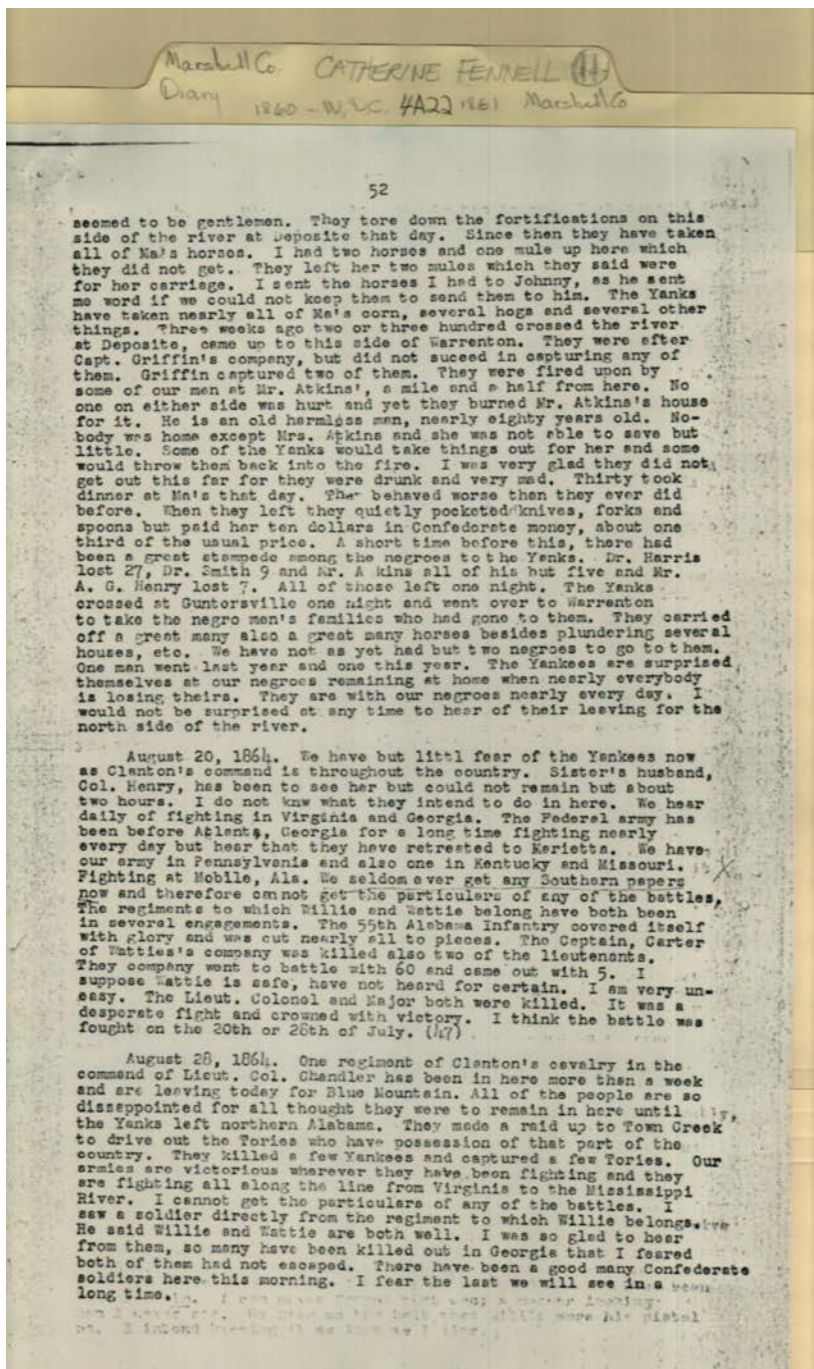 Marshall Co. CATHERINE FENNELL 44
Diary 1860 - 4A22 1861 Marshall Co
52
seemed to be gentlemen. They tore down the fortifications on this
side of the river at Deposite that day. Since then they have taken
all of Ma's horses. I had two horses and one mule up here which
they did not get. They left her two mules which they said were
for her carriage. I sent the horses I had to Johnny, as he sent
me word if we could not keep them to send them to him. The Yanks
have taken nearly all of Ma's corn, several hogs and several other
things. Three weeks ago two or three hundred crossed the river
at Deposite, came up to this side of Warrenton. They were after
Capt. Griffin's company, but did not suceed in capturing any of
them. Griffin captured two of them. They were fired upon by
some of our men at Mr. Atkins', a mile and a half from here. No
one on either side was hurt and yet they burned Mr. Atkins's house
for it. He is an old harmless man, nearly eighty years old. No-
body was home except Mrs. Atkins and she was not able to save but
little. Some of the Yanks would take things out for her and some
would throw them back into the fire. I was very glad they did not
get out this far for they were drunk and very mad. Thirty took
dinner at Ma's that day. They behaved worse than they ever did
before. When they left they quietly pocketed knives, forks and
spoons but paid her ten dollars in Confederate money, about one
third of the usual price. A short time before this, there had
been a great stampede among the negroes to the Yanks. Dr. Harris
lost 27, Dr. Smith 9 and Mr. A kins all of his but five and Mr.
A. G. Henry lost 7. All of those left one night. The Yanks
crossed at Guntorsville one night and went over to Warrenton
to take the negro men's families who had gone to them. They carried
off a great many also a great many horses besides plundering several
houses, etc. We have not as yet had but two negroes to go to them.
One man went last year and one this year. The Yankees are surprised
themselves at our negroes remaining at home when nearly everybody
is losing theirs. They are with our negroes nearly every day. I
would not be surprised at any time to hear of their leaving for the
north side of the river.
August 20, 1864. We have but littl fear of the Yankees now
as Clanton's command is throughout the country. Sister's husband,
Col. Henry, has been to see her but could not remain but about
two hours. I do not knw what they intend to do in here. We hear
daily of fighting in Virginia and Georgia. The Federal army has
been before Atlanta, Georgia for a long time fighting nearly
every day but hear that they have retreated to Marietta. We have
our army in Pennsylvania and also one in Kentucky and Missouri.
Fighting at Mobile, Ala. We seldom ever get any Southern papers
now and therefore cannot get the particulars of any of the battles.
The regiments to which Willie and Wattie belong have both been
in several engagements. The 55th Alabama Infantry covered itself
with glory and was cut nearly all to pieces. The Captain, Carter
of Watties's company was killed also two of the lieutenants.
They company went to battle with 60 and came out with 5. I
suppose Wattie is safe, have not heard for certain. I am very un-
easy. The Lieut. Colonel and Major both were killed. It was a
desperate fight and crowned with victory. I think the battle was
fought on the 20th or 28th of July. (47)
August 28, 1864. One regiment of Clanton's cavalry in the
command of Lieut. Col. Chandler has been in here more than a week
and are leaving today for Blue Mountain. All of the people are so
dissappointed for all thought they were to remain in here until
the Yanks left northern Alabama. They made a raid up to Town Creek
to drive out the Tories who have possession of that part of the
country. They killed a few Yankees and captured a few Tories. Our
armies are victorious wherever they have been fighting and they
are fighting all along the line from Virginia to the Mississippi
River. I cannot get the particulars of any of the battles. I
saw a soldier directly from the regiment to which Willie belongs.
He said Willie and Wattie are both well. I was so glad to hear
from them, so many have been killed out in Georgia that I feared
both of them had not escaped. There have been a good many Confederate
soldiers here this morning. I fear the last we will see in a
long time.